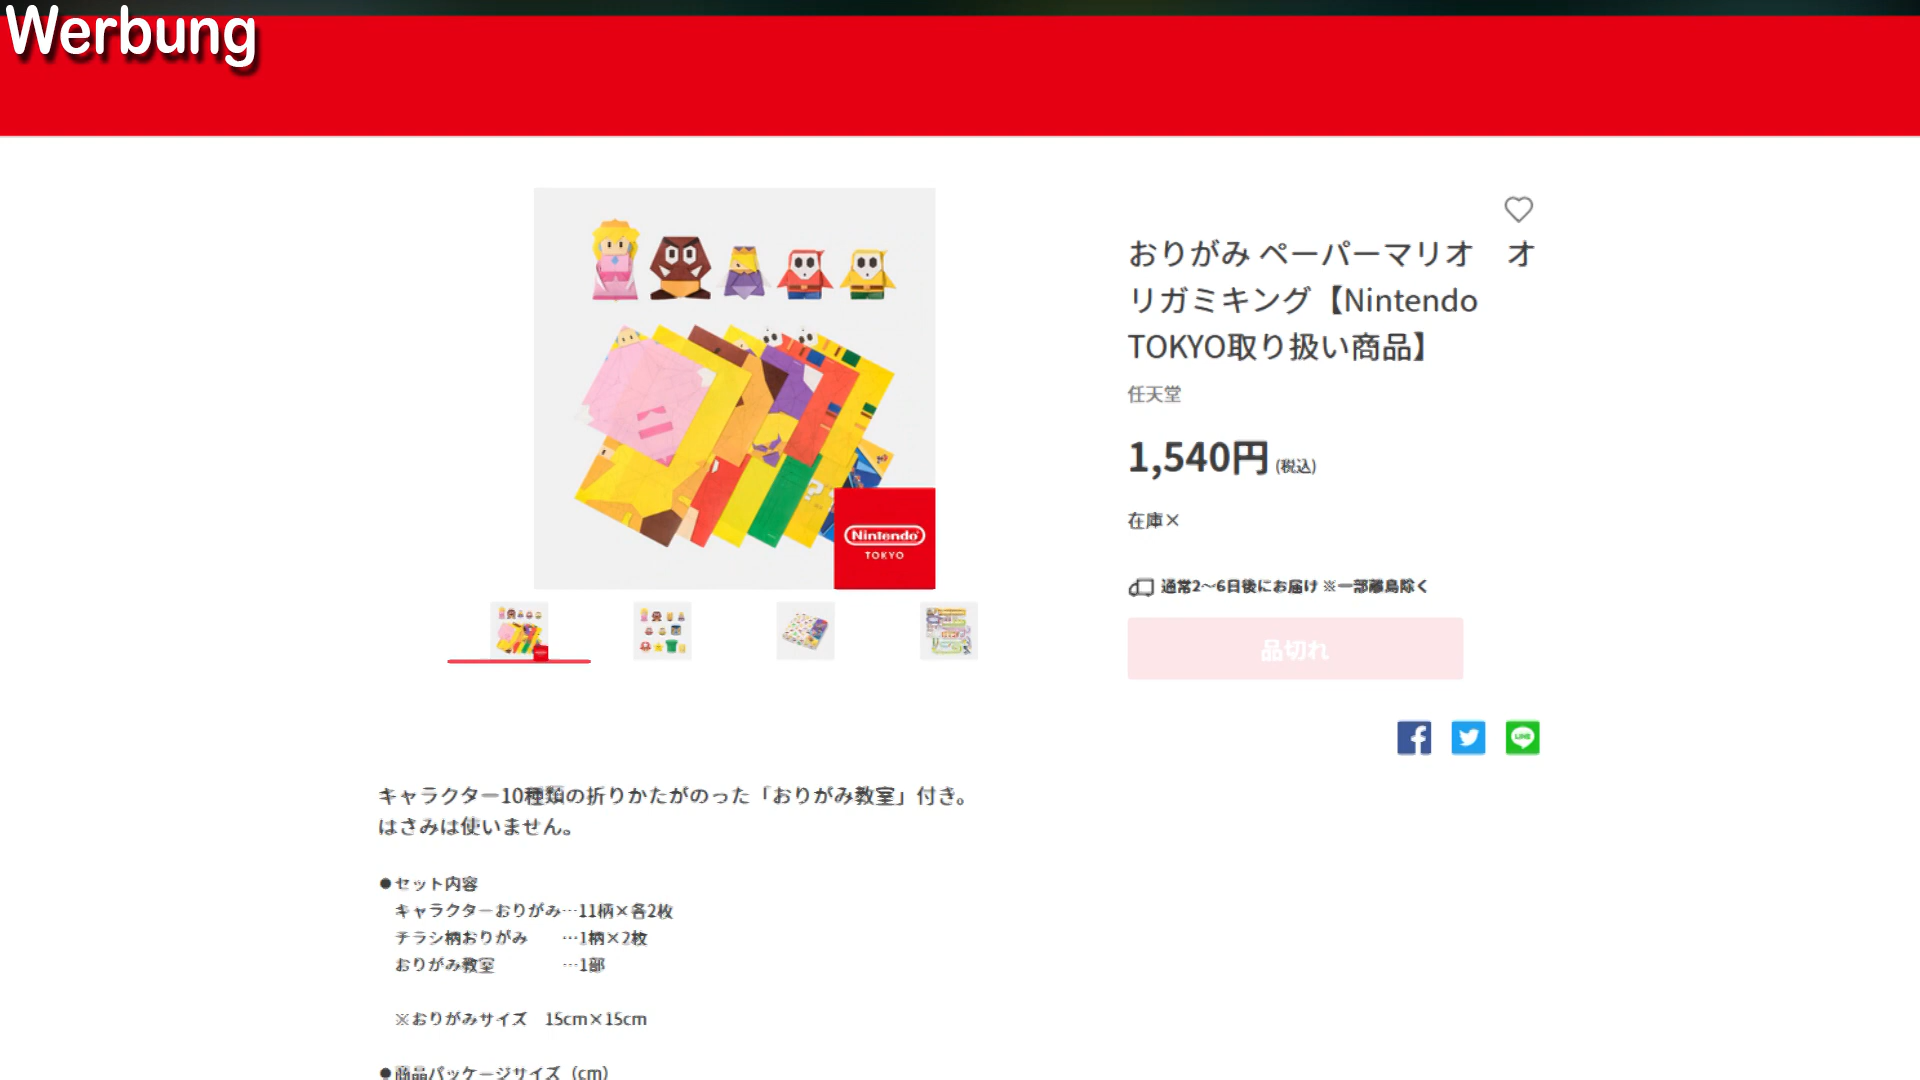 Werbung
おりがみ ペーパーマリオ　オ
リガミキング【Nintendo
TOKYO取り扱い商品】
任天堂
1,540円 (税込)
在庫×
通常2～6日後にお届け ※一部離島除く
品切れ
Nintendo
TOKYO
LINE
キャラクター10種類の折りかたがのった「おりがみ教室」付き。
はさみは使いません。
●セット内容
キャラクターおりがみ…11柄×各2枚
チラシ柄おりがみ　　…1柄×2枚
おりがみ教室　　　　…1部
※おりがみサイズ　15cm×15cm
●商品パッケージサイズ（cm）